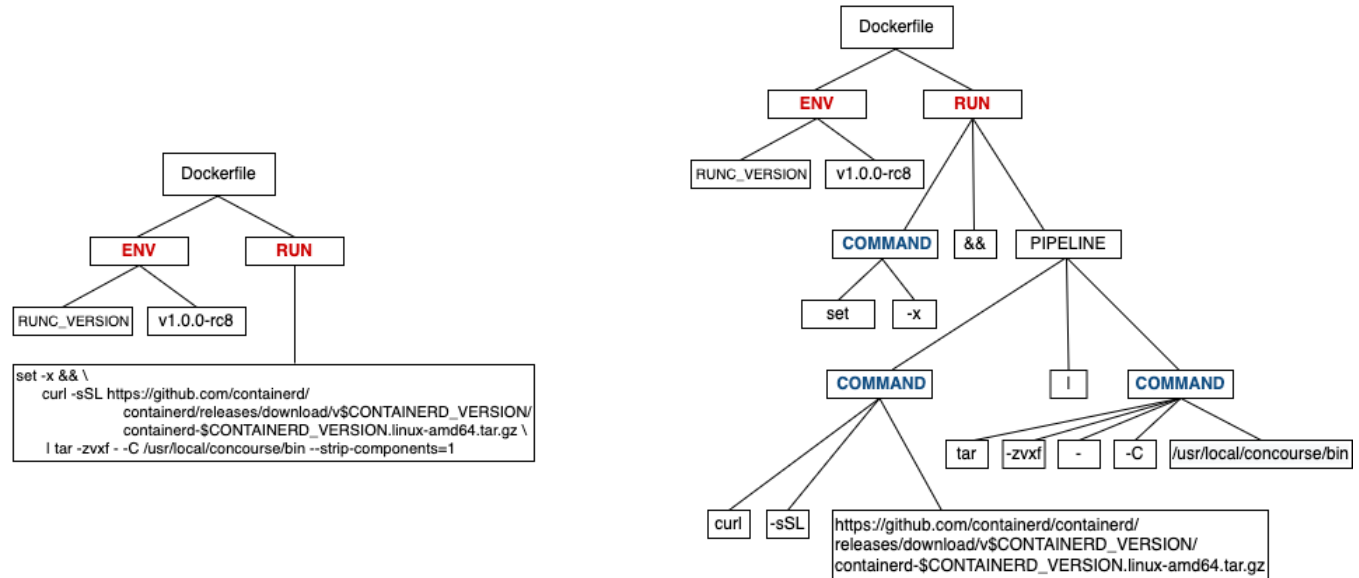 Dockerfile
ENV
RUN
RUNC_VERSION
v1.0.0-rc8
set -x && \
curl -sSL https://github.com/containerd/
containerd/releases/download/v$CONTAINERD_VERSION/
containerd-$CONTAINERD_VERSION.linux-amd64.tar.gz \
| tar -zvxf - -C /usr/local/concourse/bin --strip-components=1
Dockerfile
ENV
RUN
RUNC_VERSION
v1.0.0-rc8
COMMAND
&&
PIPELINE
set
-x
COMMAND
|
COMMAND
tar
-zvxf
-
-C
/usr/local/concourse/bin
curl
-sSL
https://github.com/containerd/containerd/
releases/download/v$CONTAINERD_VERSION/
containerd-$CONTAINERD_VERSION.linux-amd64.tar.gz